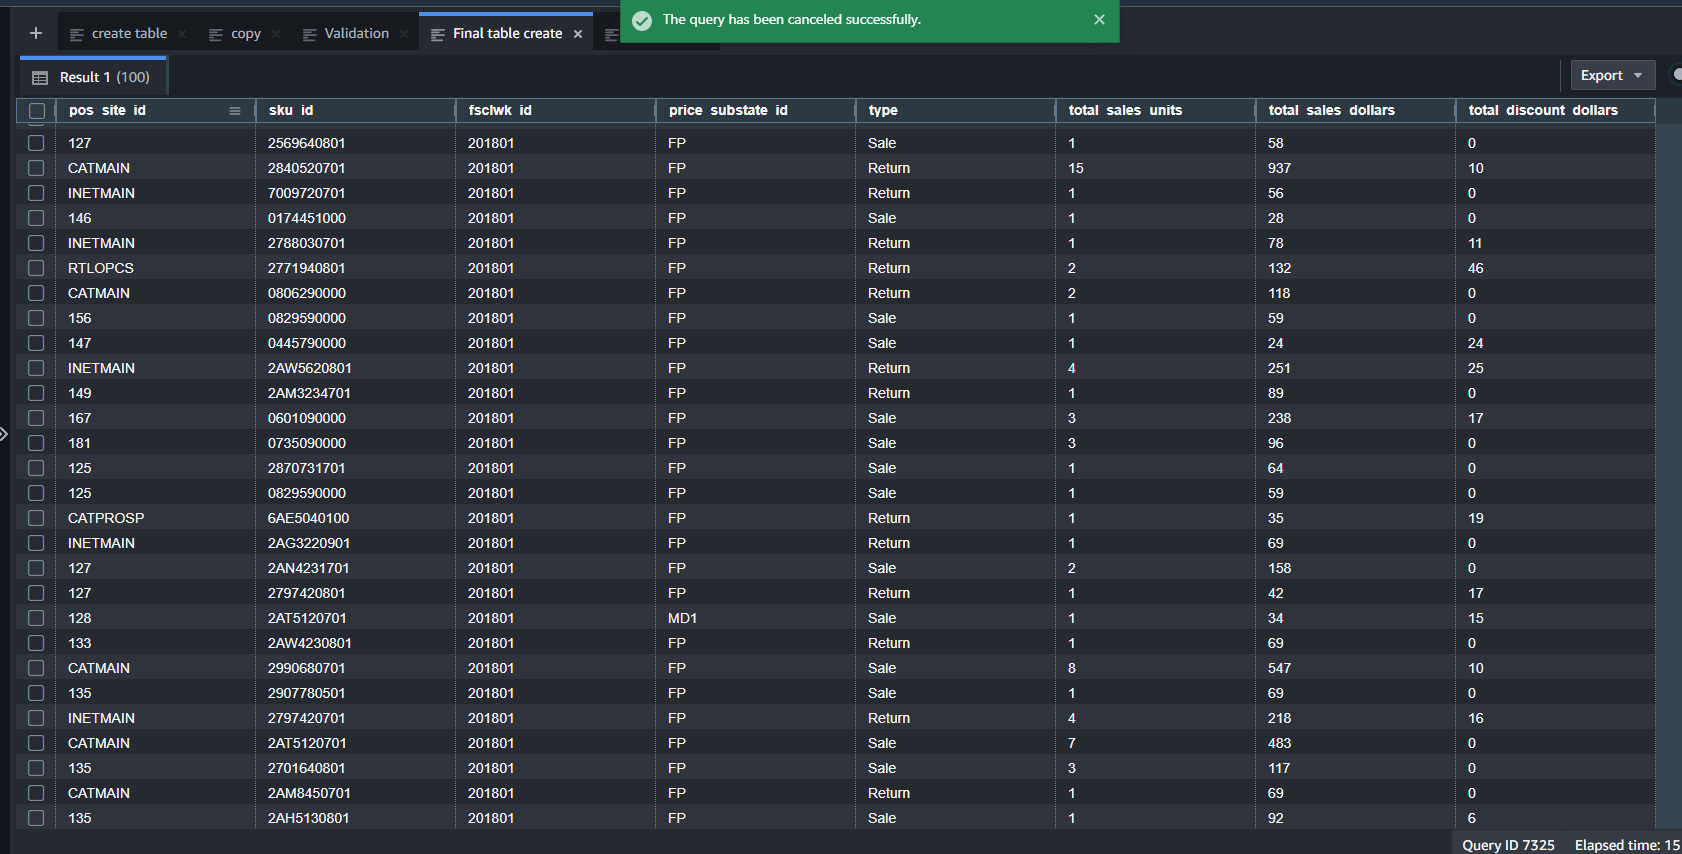 The query has been canceled successfully.
+ create table × copy × Validation × Final table create ×
Result 1 (100)
Export
pos_site_id sku_id fsclwk_id price_substate_id type total_sales_units total_sales_dollars total_discount_dollars
127 2569640801 201801 FP Sale 1 58 0
CATMAIN 2840520701 201801 FP Return 15 937 10
INETMAIN 7009720701 201801 FP Return 1 56 0
146 0174451000 201801 FP Sale 1 28 0
INETMAIN 2788030701 201801 FP Return 1 78 11
RTLOPCS 2771940801 201801 FP Return 2 132 46
CATMAIN 0806290000 201801 FP Return 2 118 0
156 0829590000 201801 FP Sale 1 59 0
147 0445790000 201801 FP Sale 1 24 24
INETMAIN 2AW5620801 201801 FP Return 4 251 25
149 2AM3234701 201801 FP Return 1 89 0
167 0601090000 201801 FP Sale 3 238 17
181 0735090000 201801 FP Sale 3 96 0
125 2870731701 201801 FP Sale 1 64 0
125 0829590000 201801 FP Sale 1 59 0
CATPROSP 6AE5040100 201801 FP Return 1 35 19
INETMAIN 2AG3220901 201801 FP Return 1 69 0
127 2AN4231701 201801 FP Sale 2 158 0
127 2797420801 201801 FP Return 1 42 17
128 2AT5120701 201801 MD1 Sale 1 34 15
133 2AW4230801 201801 FP Return 1 69 0
CATMAIN 2990680701 201801 FP Sale 8 547 10
135 2907780501 201801 FP Sale 1 69 0
INETMAIN 2797420701 201801 FP Return 4 218 16
CATMAIN 2AT5120701 201801 FP Sale 7 483 0
135 2701640801 201801 FP Sale 3 117 0
CATMAIN 2AM8450701 201801 FP Return 1 69 0
135 2AH5130801 201801 FP Sale 1 92 6
Query ID 7325 Elapsed time: 15